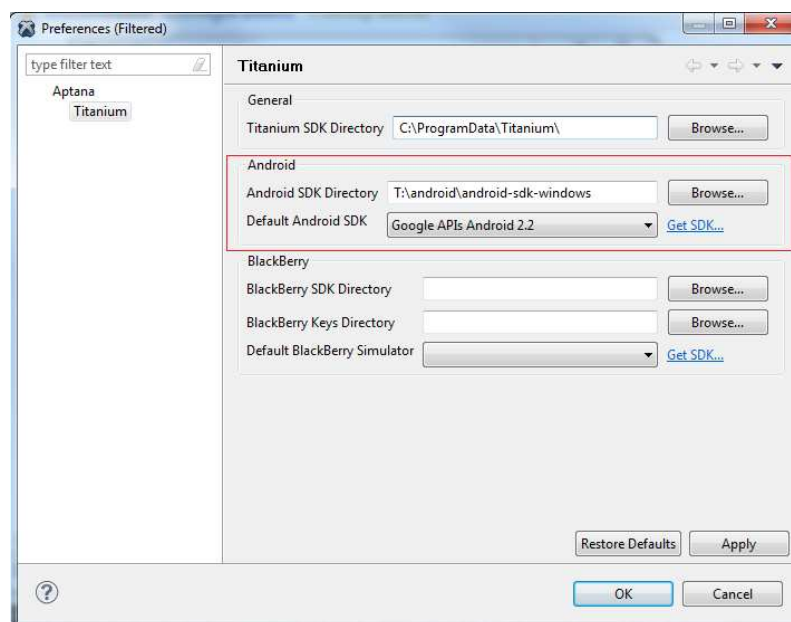 Preferences (Filtered)
type filter text
Aptana
Titanium
Titanium
General
Titanium SDK Directory C:\ProgramData\Titanium\ Browse...
Android
Android SDK Directory T:\android\android-sdk-windows Browse...
Default Android SDK Google APIs Android 2.2 Get SDK...
BlackBerry
BlackBerry SDK Directory Browse...
BlackBerry Keys Directory Browse...
Default BlackBerry Simulator Get SDK...
Restore Defaults Apply
? OK Cancel